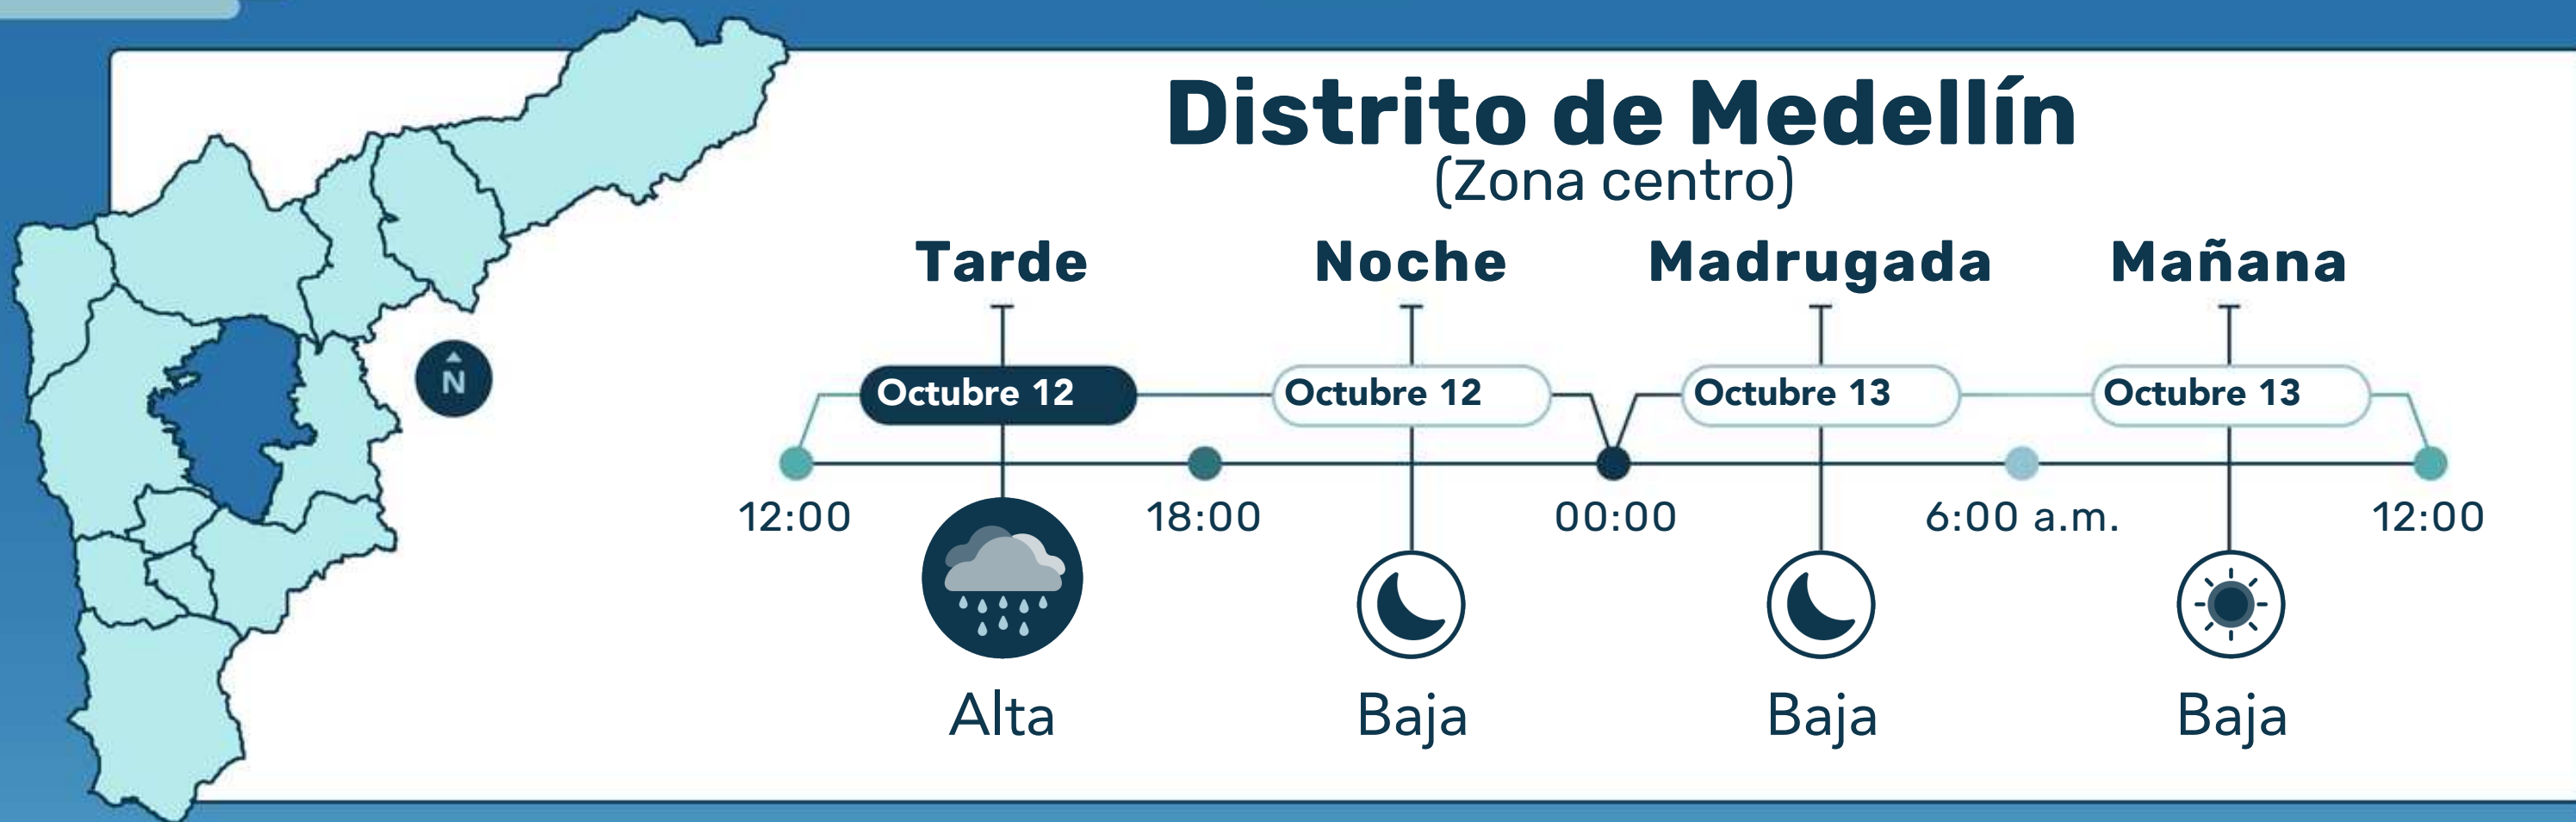 Distrito de Medellín
(Zona centro)
Tarde Noche Madrugada Mañana
N
Octubre 12 Octubre 12 Octubre 13 Octubre 13
12:00 18:00 00:00 6:00 a.m. 12:00
Alta Baja Baja Baja